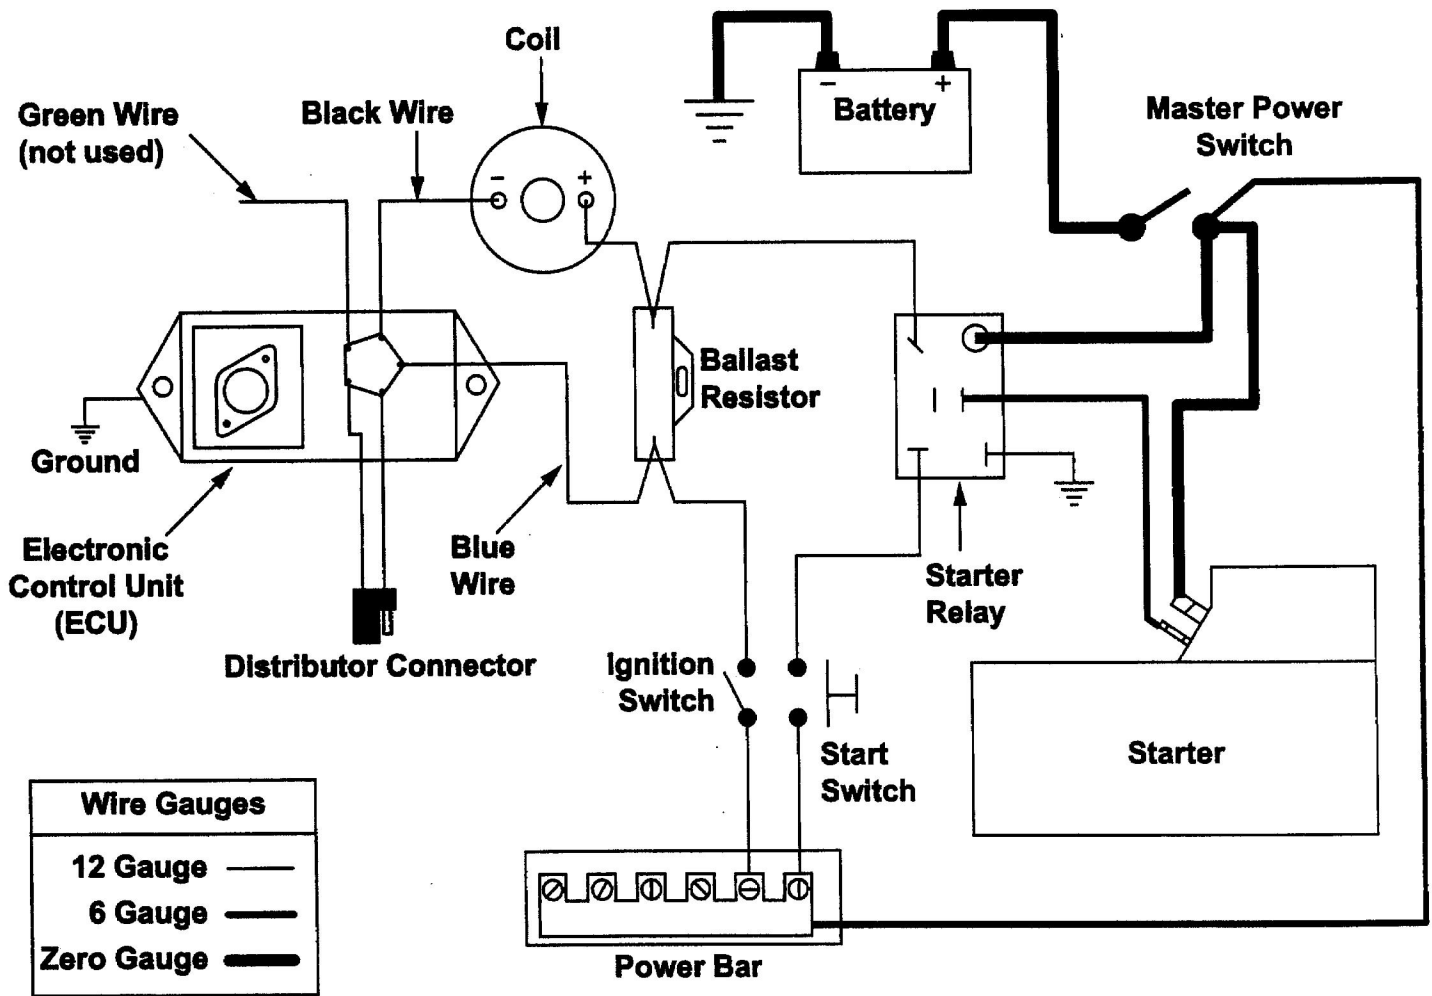 Coil
Green Wire
(not used)
Black Wire
- +
- +
Battery
Master Power
Switch
Ballast
Resistor
Ground
Electronic
Control Unit
(ECU)
Blue
Wire
Starter
Relay
Distributor Connector
Ignition
Switch
Start
Switch
Starter
Wire Gauges
12 Gauge
6 Gauge
Zero Gauge
Power Bar